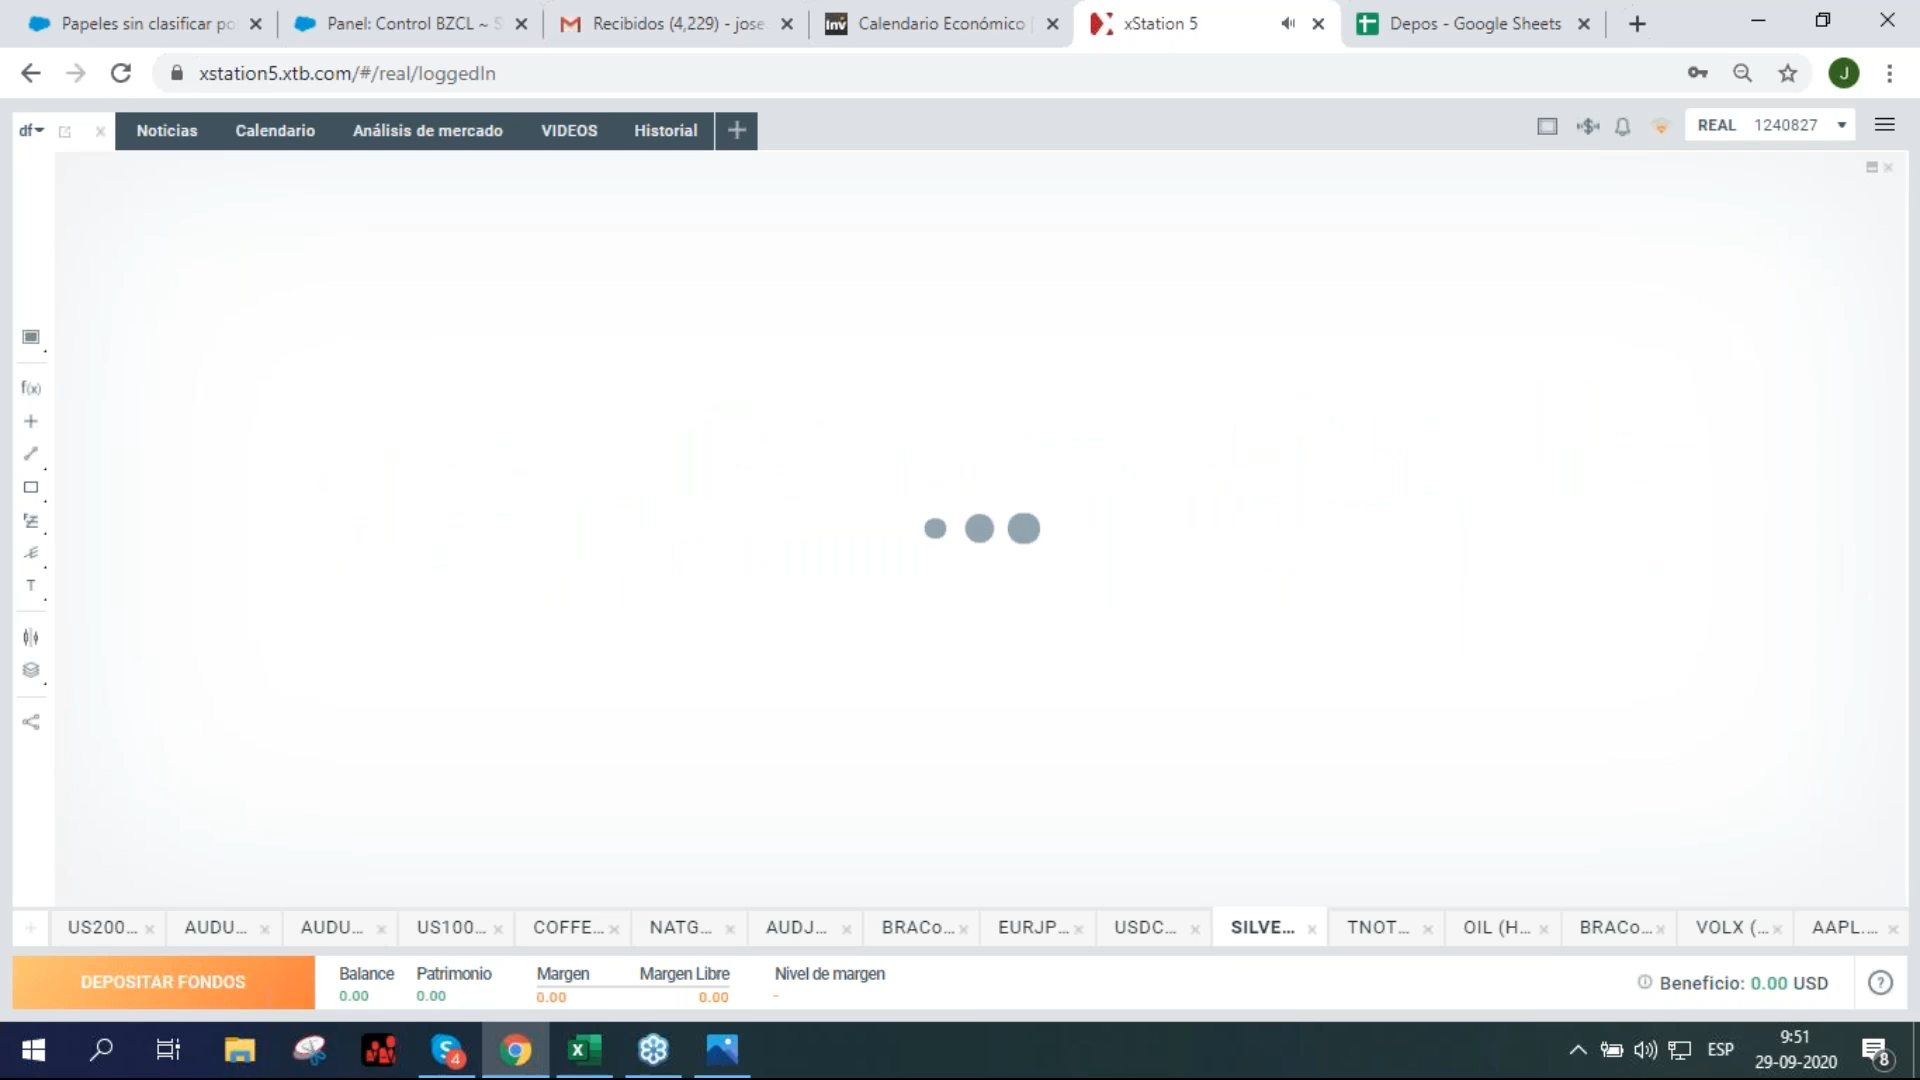 Papeles sin clasificar po
Panel: Control BZCL ~ S
Recibidos (4,229) - jose
Calendario Económico
xStation 5
Depos - Google Sheets
xstation5.xtb.com/#/real/loggedIn
J
df
Noticias
Calendario
Análisis de mercado
VIDEOS
Historial
REAL 1240827
f(x)
T
US200...
AUDU...
AUDU...
US100...
COFFE...
NATG...
AUDJ...
BRACo...
EURJP...
USDC...
SILVE...
TNOT...
OIL (H...
BRACo...
VOLX (...
AAPL....
DEPOSITAR FONDOS
Balance
0.00
Patrimonio
0.00
Margen
0.00
Margen Libre
0.00
Nivel de margen
-
Beneficio: 0.00 USD
?
4
ESP
9:51
29-09-2020
8